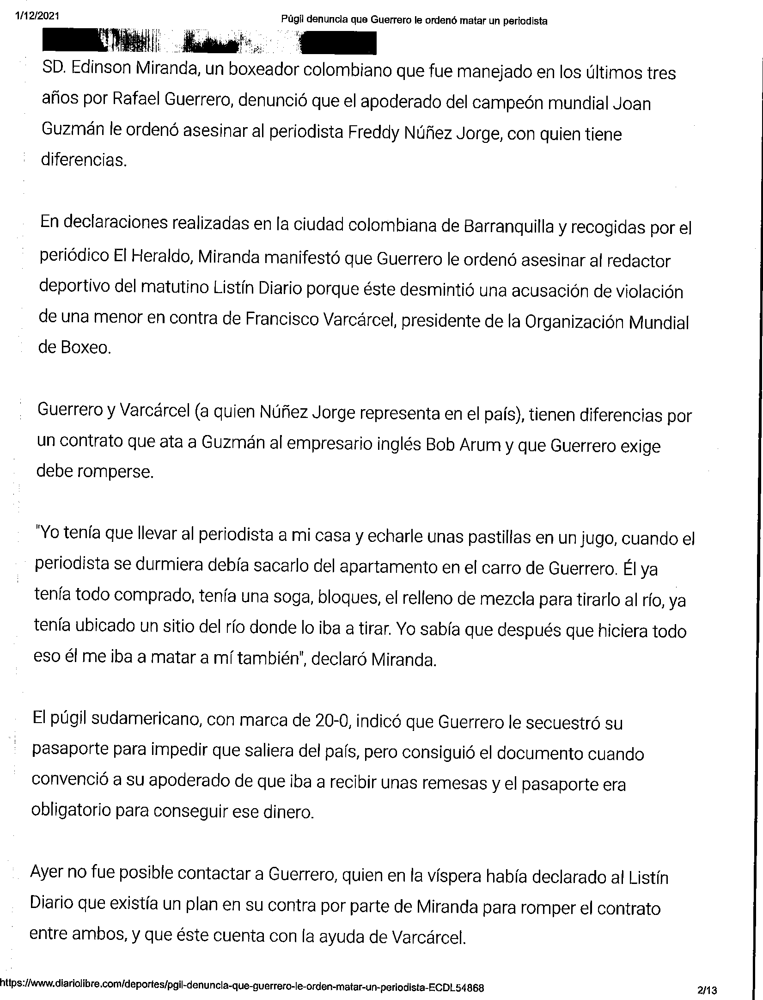 1/12/2021
Púgil denuncia que Guerrero le ordenó matar un periodista
SD. Edinson Miranda, un boxeador colombiano que fue manejado en los últimos tres
años por Rafael Guerrero, denunció que el apoderado del campeón mundial Joan
Guzmán le ordenó asesinar al periodista Freddy Núñez Jorge, con quien tiene
diferencias.
En declaraciones realizadas en la ciudad colombiana de Barranquilla y recogidas por el
periódico El Heraldo, Miranda manifestó que Guerrero le ordenó asesinar al redactor
deportivo del matutino Listín Diario porque éste desmintió una acusación de violación
de una menor en contra de Francisco Varcárcel, presidente de la Organización Mundial
de Boxeo.
Guerrero y Varcárcel (a quien Núñez Jorge representa en el país), tienen diferencias por
un contrato que ata a Guzmán al empresario inglés Bob Arum y que Guerrero exige
debe romperse.
"Yo tenía que llevar al periodista a mi casa y echarle unas pastillas en un jugo, cuando el
periodista se durmiera debía sacarlo del apartamento en el carro de Guerrero. Él ya
tenía todo comprado, tenía una soga, bloques, el relleno de mezcla para tirarlo al río, ya
tenía ubicado un sitio del río donde lo iba a tirar. Yo sabía que después que hiciera todo
eso él me iba a matar a mí también", declaró Miranda.
El púgil sudamericano, con marca de 20-0, indicó que Guerrero le secuestró su
pasaporte para impedir que saliera del país, pero consiguió el documento cuando
convenció a su apoderado de que iba a recibir unas remesas y el pasaporte era
obligatorio para conseguir ese dinero.
Ayer no fue posible contactar a Guerrero, quien en la víspera había declarado al Listín
Diario que existía un plan en su contra por parte de Miranda para romper el contrato
entre ambos, y que éste cuenta con la ayuda de Varcárcel.
https://www.diariolibre.com/deportes/pgil-denuncia-que-guerrero-le-orden-matar-un-periodista-ECDL54868
2/13